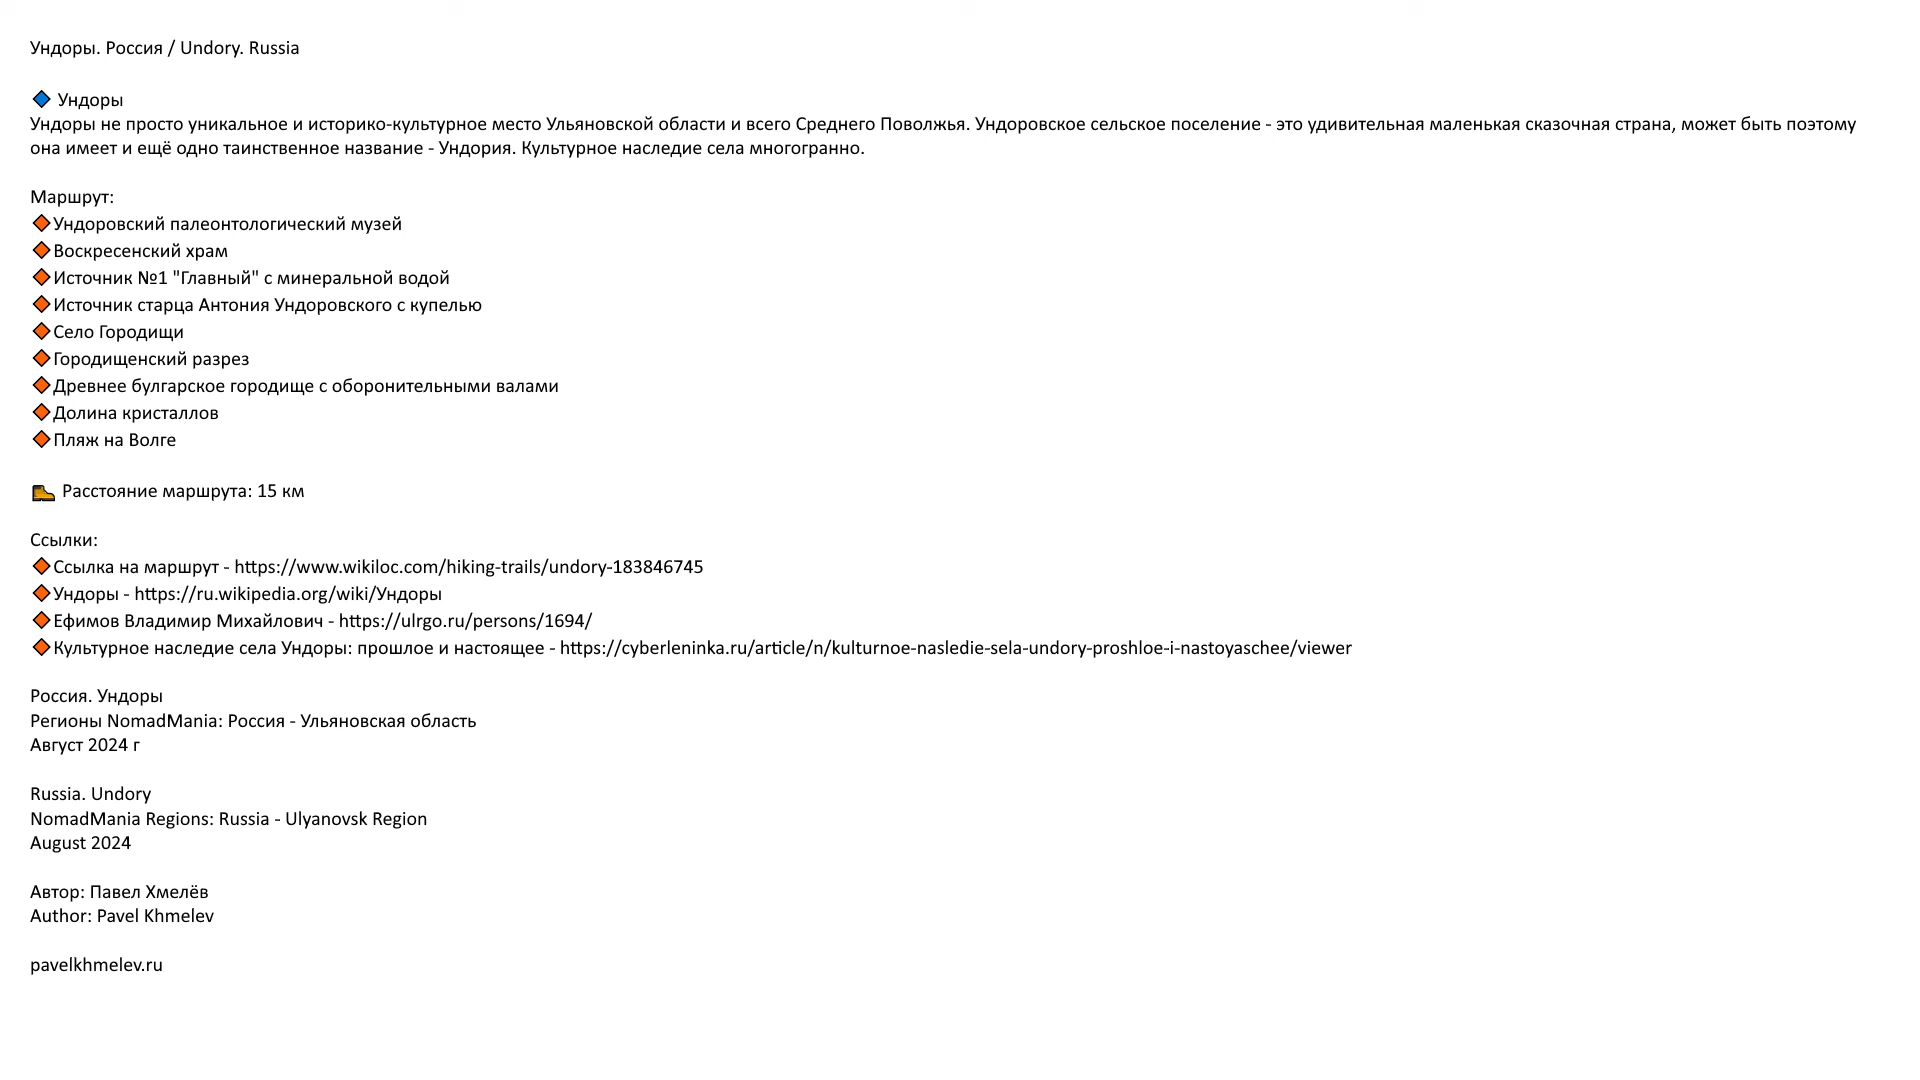 Ундоры. Россия / Undory. Russia
🔷 Ундоры
Ундоры не просто уникальное и историко-культурное место Ульяновской области и всего Среднего Поволжья. Ундоровское сельское поселение - это удивительная маленькая сказочная страна, может быть поэтому
она имеет и ещё одно таинственное название - Ундория. Культурное наследие села многогранно.
Маршрут:
🔶Ундоровский палеонтологический музей
🔶Воскресенский храм
🔶Источник №1 "Главный" с минеральной водой
🔶Источник старца Антония Ундоровского с купелью
🔶Село Городищи
🔶Городищенский разрез
🔶Древнее булгарское городище с оборонительными валами
🔶Долина кристаллов
🔶Пляж на Волге
🥾 Расстояние маршрута: 15 км
Ссылки:
🔶Ссылка на маршрут - https://www.wikiloc.com/hiking-trails/undory-183846745
🔶Ундоры - https://ru.wikipedia.org/wiki/Ундоры
🔶Ефимов Владимир Михайлович - https://ulrgo.ru/persons/1694/
🔶Культурное наследие села Ундоры: прошлое и настоящее - https://cyberleninka.ru/article/n/kulturnoe-nasledie-sela-undory-proshloe-i-nastoyaschee/viewer
Россия. Ундоры
Регионы NomadMania: Россия - Ульяновская область
Август 2024 г
Russia. Undory
NomadMania Regions: Russia - Ulyanovsk Region
August 2024
Автор: Павел Хмелёв
Author: Pavel Khmelev
pavelkhmelev.ru